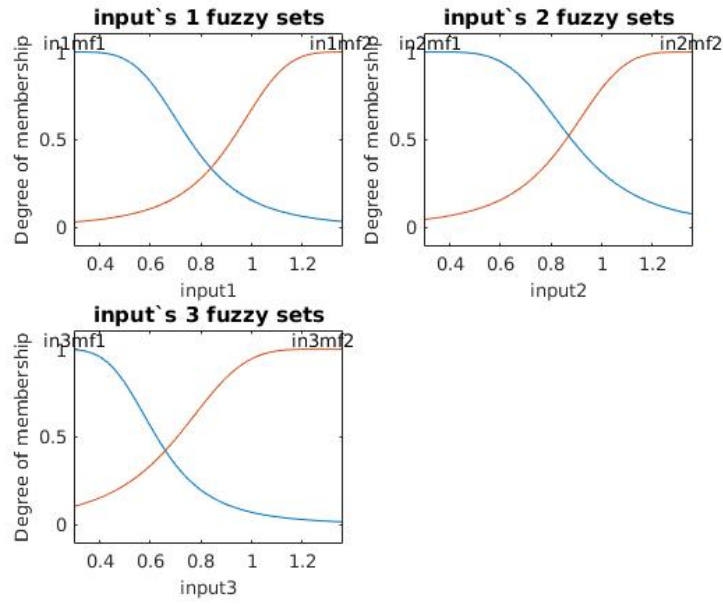 input`s 1 fuzzy sets
in1mf1
in1mf2
1
0.5
0
Degree of membership
0.4 0.6 0.8 1 1.2
input1
input`s 2 fuzzy sets
in2mf1
in2mf2
1
0.5
0
Degree of membership
0.4 0.6 0.8 1 1.2
input2
input`s 3 fuzzy sets
in3mf1
in3mf2
1
0.5
0
Degree of membership
0.4 0.6 0.8 1 1.2
input3